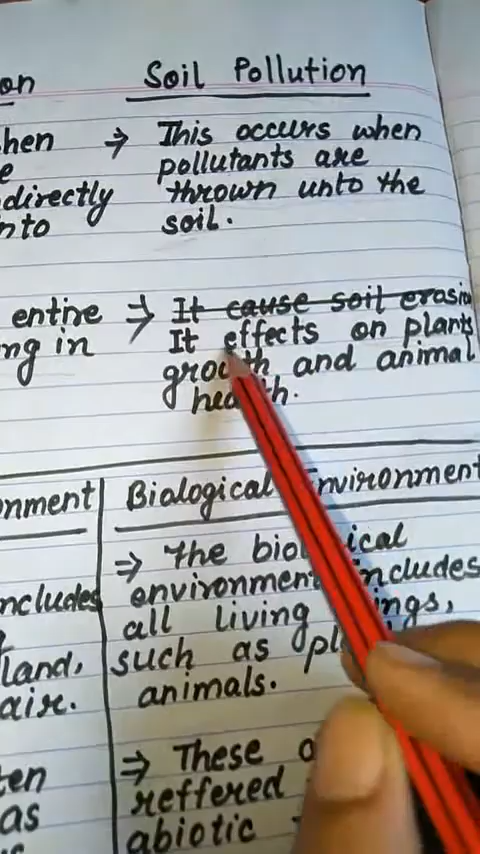 on
hen
directly
nto
entire
ng in
Soil Pollution
⇒ This occurs when
pollutants are
thrown unto the
soil.
⇒ It cause soil erosion
It effects on plants
growth and animal
health.
nment
ncludes
land,
air.
ten
as
Biological Environment
⇒ The biological
environment includes
all living
such as
animals.
⇒ These
reffered
abiotic